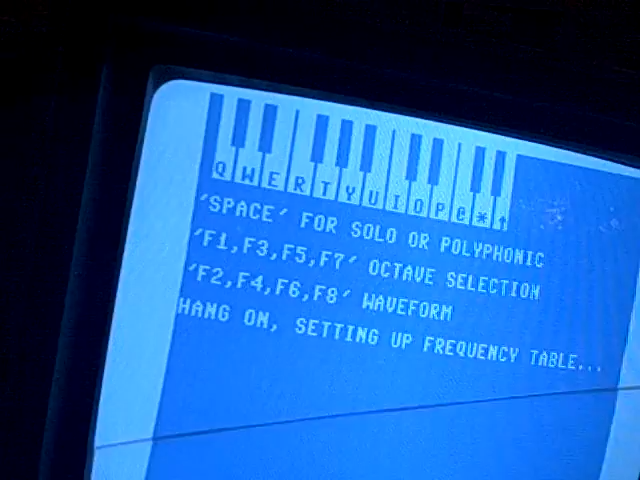 Q W E R T Y U I O P @ * ↑
'SPACE' FOR SOLO OR POLYPHONIC
'F1,F3,F5,F7' OCTAVE SELECTION
'F2,F4,F6,F8' WAVEFORM
HANG ON, SETTING UP FREQUENCY TABLE...